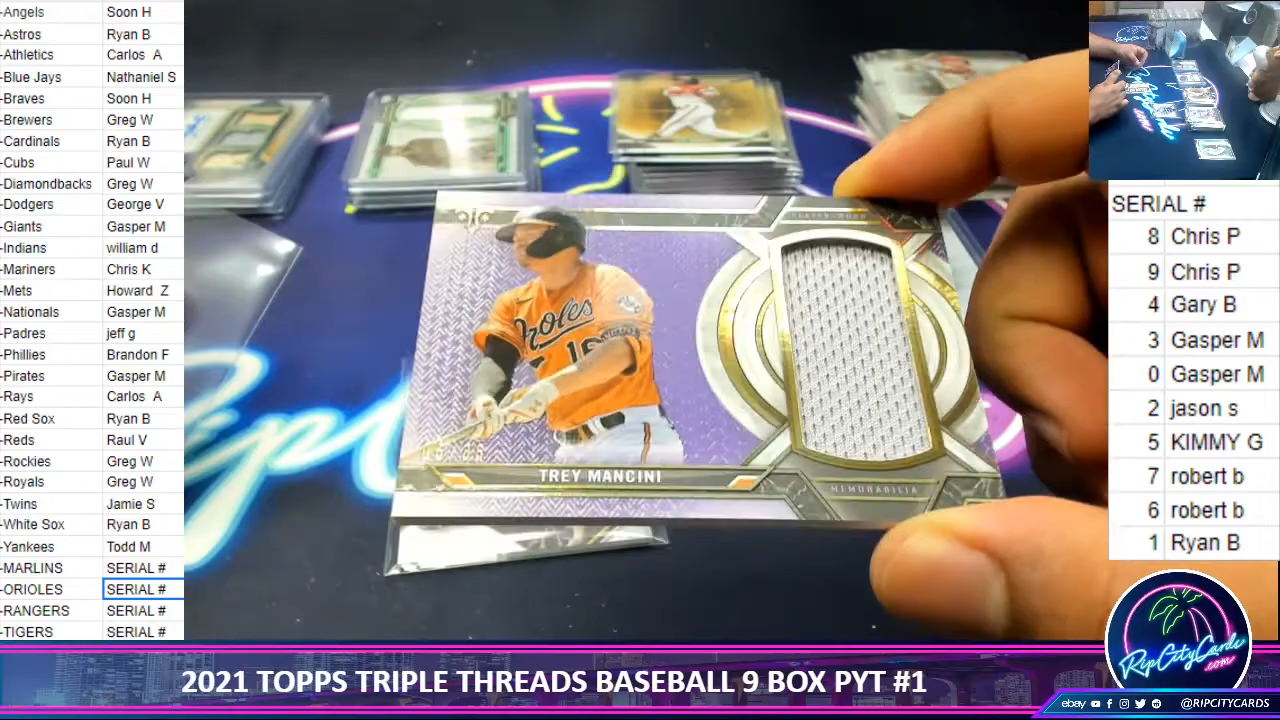 -Angels Soon H
-Astros Ryan B
-Athletics Carlos A
-Blue Jays Nathaniel S
-Braves Soon H
-Brewers Greg W
-Cardinals Ryan B
-Cubs Paul W
-Diamondbacks Greg W
-Dodgers George V
-Giants Gasper M
-Indians william d
-Mariners Chris K
-Mets Howard Z
-Nationals Gasper M
-Padres jeff g
-Phillies Brandon F
-Pirates Gasper M
-Rays Carlos A
-Red Sox Ryan B
-Reds Raul V
-Rockies Greg W
-Royals Greg W
-Twins Jamie S
-White Sox Ryan B
-Yankees Todd M
-MARLINS SERIAL #
-ORIOLES SERIAL #
-RANGERS SERIAL #
-TIGERS SERIAL #
Orioles
16
TREY MANCINI
MEMORABILIA
SERIAL #
8 Chris P
9 Chris P
4 Gary B
3 Gasper M
0 Gasper M
2 jason s
5 KIMMY G
7 robert b
6 robert b
1 Ryan B
RipCityCards
.com
2021 TOPPS TRIPLE THREADS BASEBALL 9 BOX PYT #1
ebay @RIPCITYCARDS